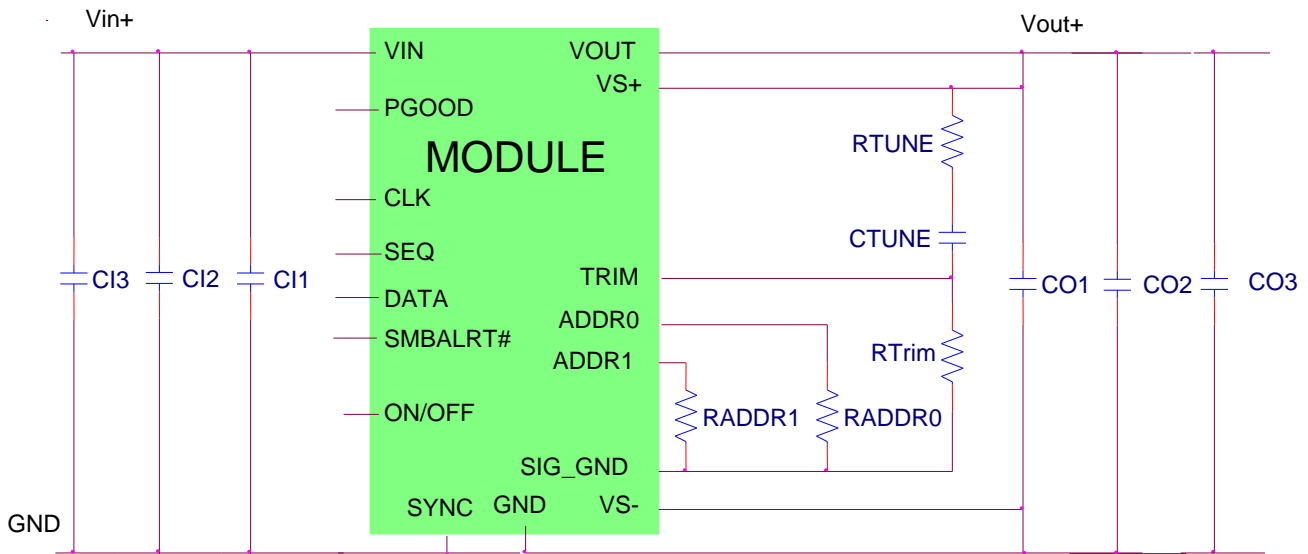 Vin+
Vout+
VIN
VOUT
VS+
PGOOD
MODULE
RTUNE
CLK
CTUNE
SEQ
TRIM
CI3
CI2
CI1
DATA
CO1
CO2
CO3
ADDR0
SMBALRT#
RTrim
ADDR1
ON/OFF
RADDR1
RADDR0
SIG_GND
SYNC
GND
VS-
GND